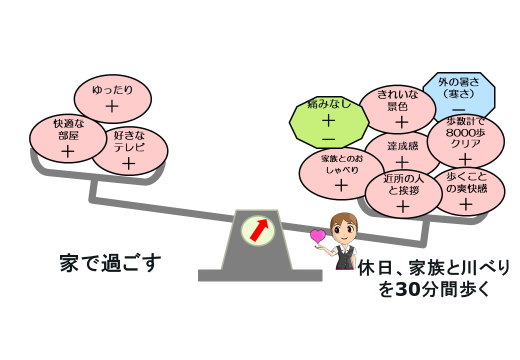 ゆったり
＋
快適な
部屋
＋
好きな
テレビ
＋
痛みなし
＋
－
きれいな
景色
＋
外の暑さ
（寒さ）
－
歩数計で
8000歩
クリア
＋
達成感
＋
家族とのお
しゃべり
＋
近所の人
と挨拶
＋
歩くこと
の爽快感
＋
家で過ごす
休日、家族と川べり
を30分間歩く